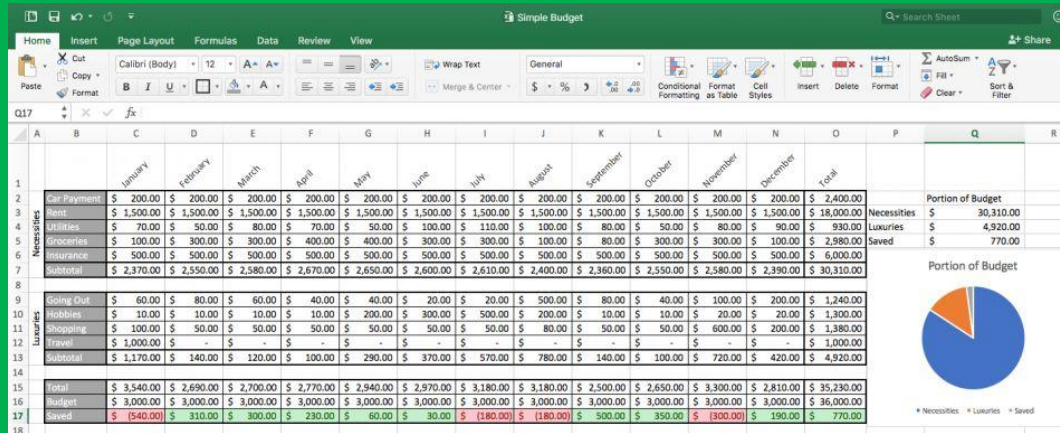 Simple Budget
Search Sheet
Home Insert Page Layout Formulas Data Review View
Share
Paste
Cut
Copy
Format
Calibri (Body) 12 A A
B I U A
Wrap Text
Merge & Center
General
$ % )
Conditional Formatting
Format as Table
Cell Styles
Insert
Delete
Format
AutoSum
Fill
Clear
Sort & Filter
Q17 fx
A B C D E F G H I J K L M N O P Q R
1 January February March April May June July August September October November December Total
2 Car Payment $ 200.00 $ 200.00 $ 200.00 $ 200.00 $ 200.00 $ 200.00 $ 200.00 $ 200.00 $ 200.00 $ 200.00 $ 200.00 $ 200.00 $ 2,400.00 Portion of Budget
Necessities
3 Rent $ 1,500.00 $ 1,500.00 $ 1,500.00 $ 1,500.00 $ 1,500.00 $ 1,500.00 $ 1,500.00 $ 1,500.00 $ 1,500.00 $ 1,500.00 $ 1,500.00 $ 1,500.00 $ 18,000.00 Necessities $ 30,310.00
4 Utilities $ 70.00 $ 50.00 $ 80.00 $ 70.00 $ 50.00 $ 100.00 $ 110.00 $ 100.00 $ 80.00 $ 50.00 $ 80.00 $ 90.00 $ 930.00 Luxuries $ 4,920.00
5 Groceries $ 100.00 $ 300.00 $ 300.00 $ 400.00 $ 400.00 $ 300.00 $ 300.00 $ 100.00 $ 80.00 $ 300.00 $ 300.00 $ 100.00 $ 2,980.00 Saved $ 770.00
6 Insurance $ 500.00 $ 500.00 $ 500.00 $ 500.00 $ 500.00 $ 500.00 $ 500.00 $ 500.00 $ 500.00 $ 500.00 $ 500.00 $ 500.00 $ 6,000.00
7 Subtotal $ 2,370.00 $ 2,550.00 $ 2,580.00 $ 2,670.00 $ 2,650.00 $ 2,600.00 $ 2,610.00 $ 2,400.00 $ 2,360.00 $ 2,550.00 $ 2,580.00 $ 2,390.00 $ 30,310.00
Portion of Budget
8
Luxuries
9 Going Out $ 60.00 $ 80.00 $ 60.00 $ 40.00 $ 40.00 $ 20.00 $ 20.00 $ 500.00 $ 80.00 $ 40.00 $ 100.00 $ 200.00 $ 1,240.00
10 Hobbies $ 10.00 $ 10.00 $ 10.00 $ 10.00 $ 200.00 $ 300.00 $ 500.00 $ 200.00 $ 10.00 $ 10.00 $ 20.00 $ 20.00 $ 1,300.00
11 Shopping $ 100.00 $ 50.00 $ 50.00 $ 50.00 $ 50.00 $ 50.00 $ 50.00 $ 80.00 $ 50.00 $ 50.00 $ 600.00 $ 200.00 $ 1,380.00
12 Travel $ 1,000.00 $ - $ - $ - $ - $ - $ - $ - $ - $ - $ - $ - $ 1,000.00
13 Subtotal $ 1,170.00 $ 140.00 $ 120.00 $ 100.00 $ 290.00 $ 370.00 $ 570.00 $ 780.00 $ 140.00 $ 100.00 $ 720.00 $ 420.00 $ 4,920.00
14
15 Total $ 3,540.00 $ 2,690.00 $ 2,700.00 $ 2,770.00 $ 2,940.00 $ 2,970.00 $ 3,180.00 $ 3,180.00 $ 2,500.00 $ 2,650.00 $ 3,300.00 $ 2,810.00 $ 35,230.00
16 Budget $ 3,000.00 $ 3,000.00 $ 3,000.00 $ 3,000.00 $ 3,000.00 $ 3,000.00 $ 3,000.00 $ 3,000.00 $ 3,000.00 $ 3,000.00 $ 3,000.00 $ 3,000.00 $ 36,000.00
17 Saved $ (540.00) $ 310.00 $ 300.00 $ 230.00 $ 60.00 $ 30.00 $ (180.00) $ (180.00) $ 500.00 $ 350.00 $ (300.00) $ 190.00 $ 770.00
Necessities Luxuries Saved
18